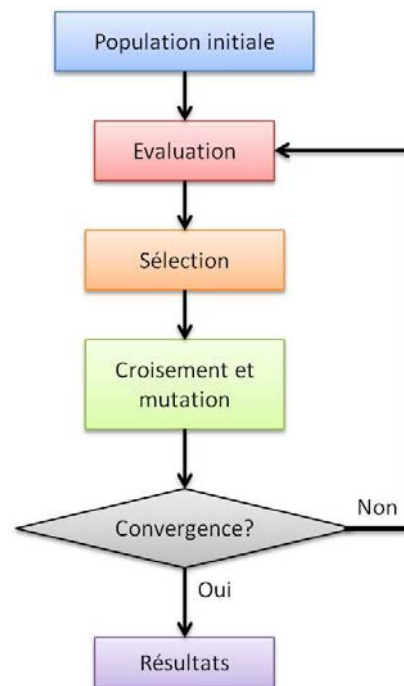 Population initiale
Evaluation
Sélection
Croisement et
mutation
Convergence?
Non
Oui
Résultats